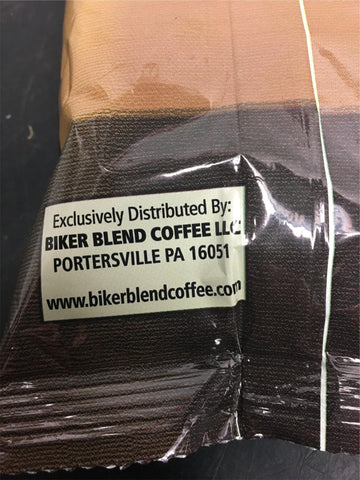 Exclusively Distributed By:
BIKER BLEND COFFEE LLC
PORTERSVILLE PA 16051
www.bikerblendcoffee.com